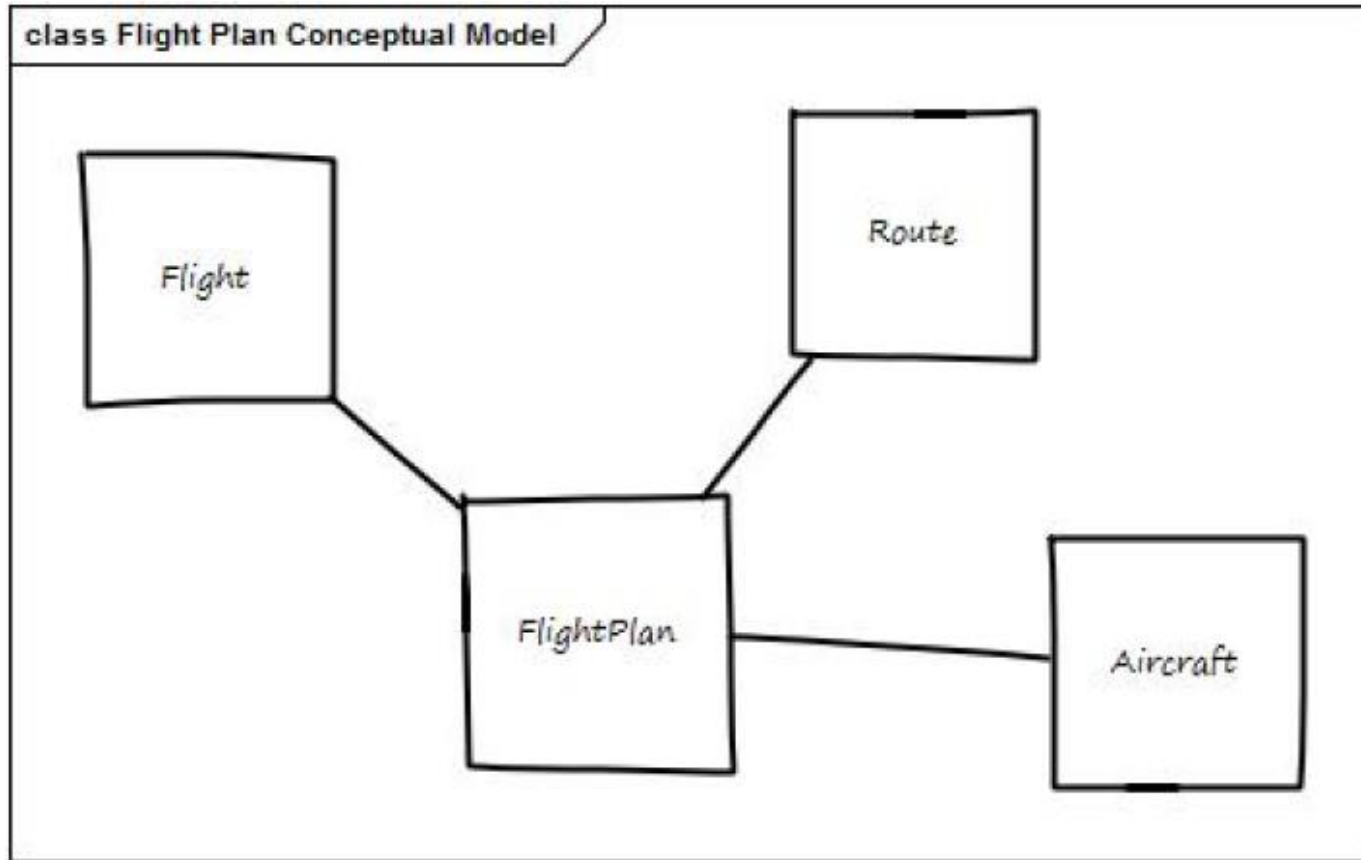 class Flight Plan Conceptual Model
Route
Flight
FlightPlan
Aircraft